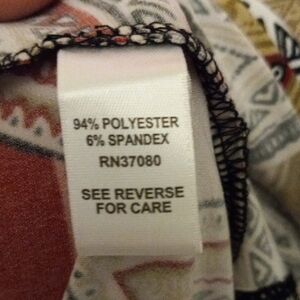 94% POLYESTER
6% SPANDEX
RN37080
SEE REVERSE
FOR CARE